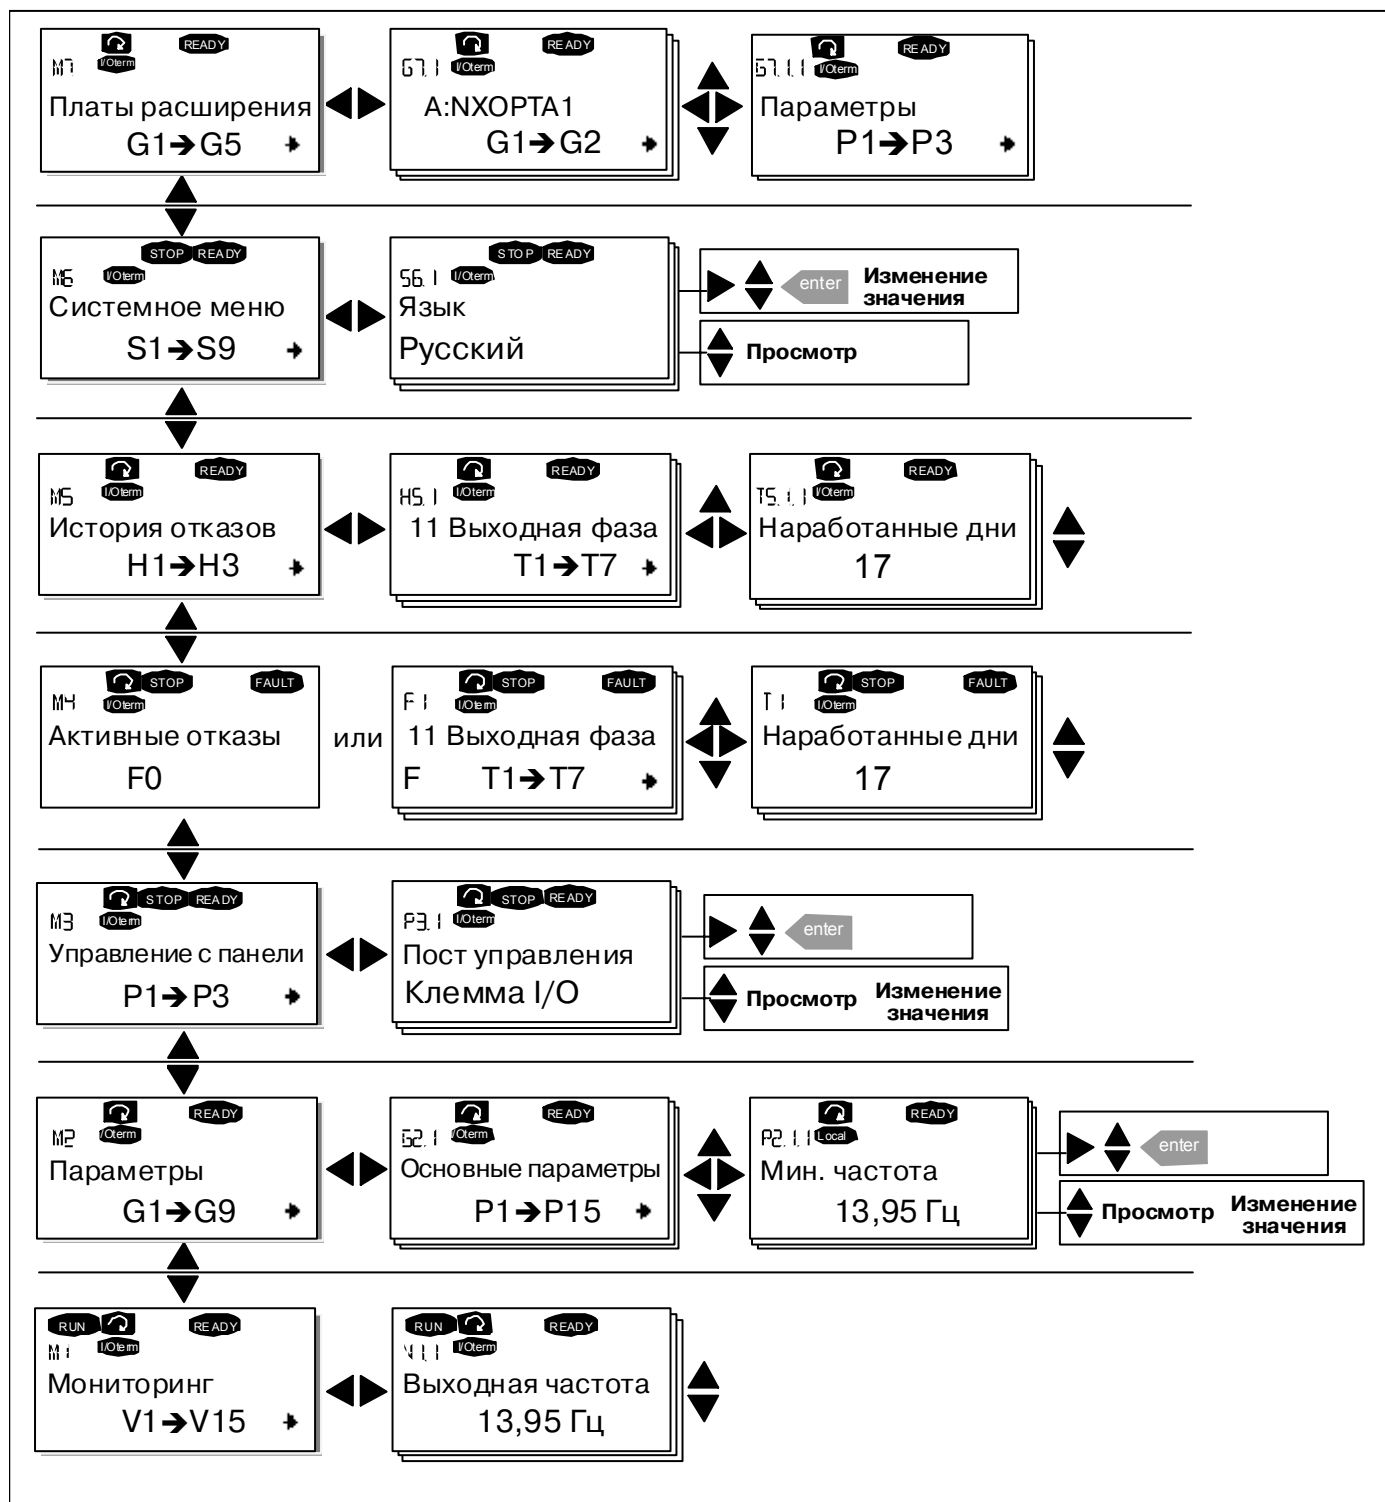 READY
READY
READY
M7 I/Oterm
G7.1 I/Oterm
G7.1.1 I/Oterm
Платы расширения
A:NXOPTA1
Параметры
G1➔G5
G1➔G2
P1➔P3
STOP READY
STOP READY
M6 I/Oterm
S6.1 I/Oterm
enter
Изменение
значения
Системное меню
Язык
S1➔S9
Русский
Просмотр
READY
READY
READY
M5 I/Oterm
H5.1 I/Oterm
T5.1.1 I/Oterm
История отказов
11 Выходная фаза
Наработанные дни
H1➔H3
T1➔T7
17
STOP FAULT
STOP FAULT
STOP FAULT
M4 I/Oterm
F1 I/Oterm
T1 I/Oterm
Активные отказы
или
11 Выходная фаза
Наработанные дни
F0
F T1➔T7
17
STOP READY
STOP READY
M3 I/Oterm
P3.1 I/Oterm
enter
Управление с панели
Пост управления
P1➔P3
Клемма I/O
Просмотр
Изменение
значения
READY
READY
READY
M2 I/Oterm
G2.1 I/Oterm
P2.1.1 Local
enter
Параметры
Основные параметры
Мин. частота
G1➔G9
P1➔P15
13,95 Гц
Просмотр
Изменение
значения
RUN READY
RUN READY
M1 I/Oterm
V1.1 I/Oterm
Мониторинг
Выходная частота
V1➔V15
13,95 Гц